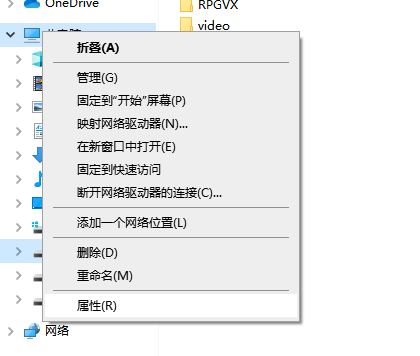 OneDrive
RPGVX
video
折叠(A)
管理(G)
固定到"开始"屏幕(P)
映射网络驱动器(N)...
在新窗口中打开(E)
固定到快速访问
断开网络驱动器的连接(C)...
添加一个网络位置(L)
删除(D)
重命名(M)
属性(R)
网络